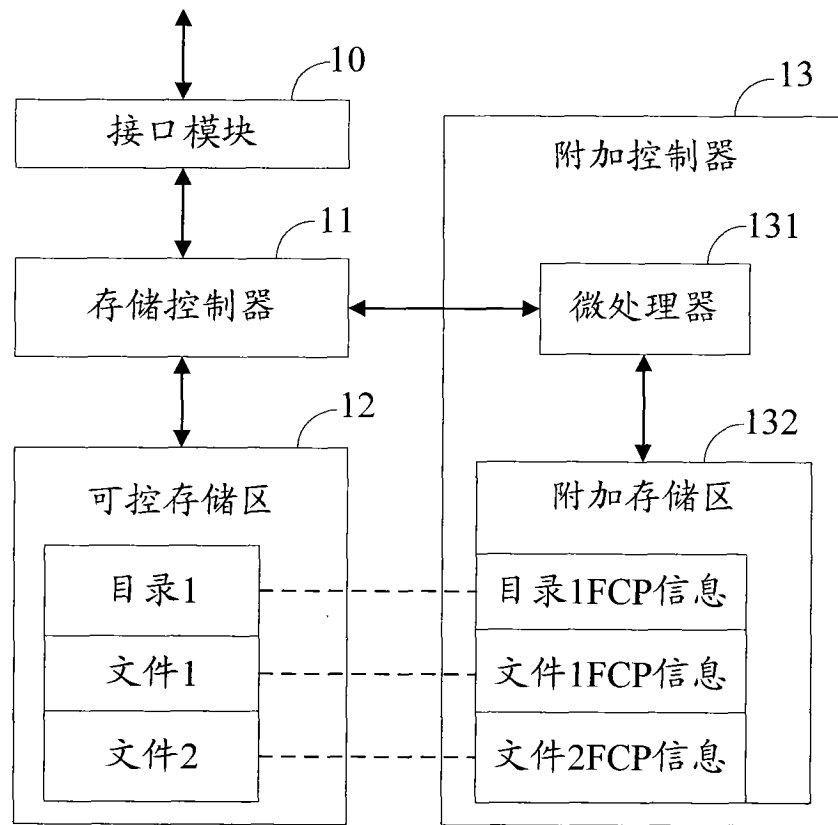 10
接口模块
11
存储控制器
12
可控存储区
目录1
文件1
文件2
13
附加控制器
131
微处理器
132
附加存储区
目录1FCP信息
文件1FCP信息
文件2FCP信息